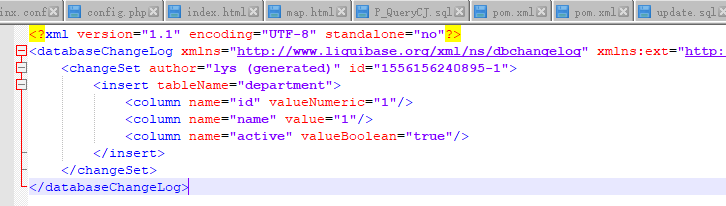 inx.conf config.php index.html map.html P_QueryCJ.sql pom.xml pom.xml update.sql
<?xml version="1.1" encoding="UTF-8" standalone="no"?>
<databaseChangeLog xmlns="http://www.liquibase.org/xml/ns/dbchangelog" xmlns:ext="http:
<changeSet author="lys (generated)" id="1556156240895-1">
<insert tableName="department">
<column name="id" valueNumeric="1"/>
<column name="name" value="1"/>
<column name="active" valueBoolean="true"/>
</insert>
</changeSet>
</databaseChangeLog>